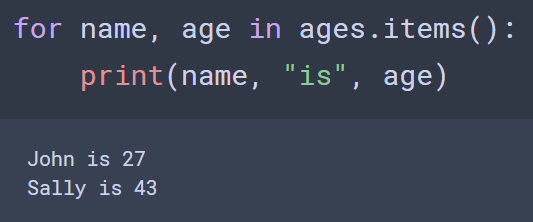 for name, age in ages.items():
    print(name, "is", age)
John is 27
Sally is 43